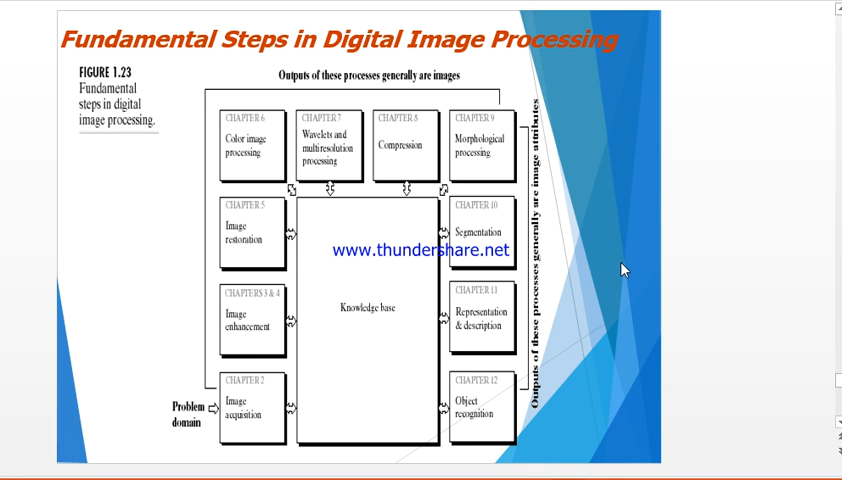 Fundamental Steps in Digital Image Processing
FIGURE 1.23
Fundamental
steps in digital
image processing.
Outputs of these processes generally are images
CHAPTER 6
Color image
processing
CHAPTER 7
Wavelets and
multiresolution
processing
CHAPTER 8
Compression
CHAPTER 9
Morphological
processing
CHAPTER 5
Image
restoration
CHAPTERS 3 & 4
Image
enhancement
CHAPTER 2
Image
acquisition
Problem
domain
www.thundershare.net
Knowledge base
CHAPTER 10
Segmentation
CHAPTER 11
Representation
& description
CHAPTER 12
Object
recognition
Outputs of these processes generally are image attributes